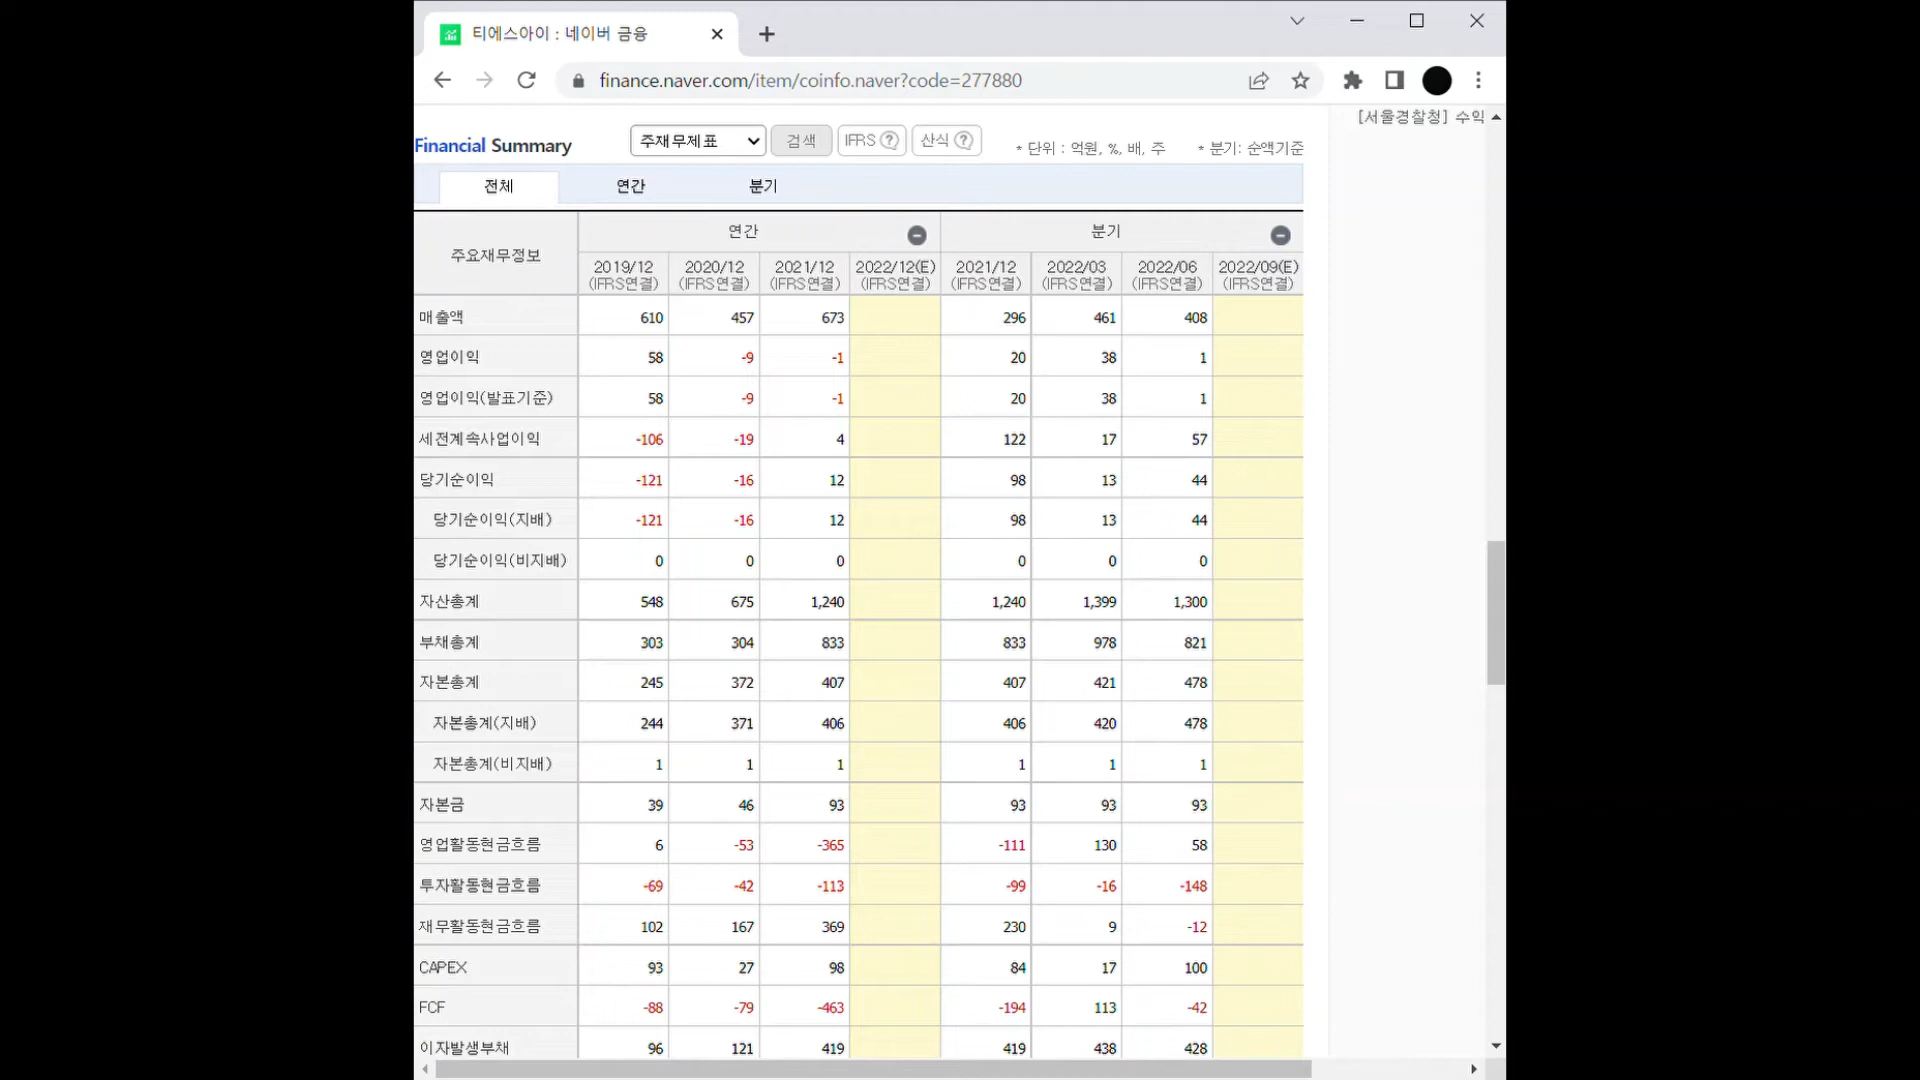 티에스아이 : 네이버 금융
finance.naver.com/item/coinfo.naver?code=277880
[서울경찰청] 수익
Financial Summary 주재무제표 검색 IFRS ? 산식 ? * 단위 : 억원, %, 배, 주 * 분기: 순액기준
전체 연간 분기
주요재무정보 연간 분기
2019/12 2020/12 2021/12 2022/12(E) 2021/12 2022/03 2022/06 2022/09(E)
(IFRS연결) (IFRS연결) (IFRS연결) (IFRS연결) (IFRS연결) (IFRS연결) (IFRS연결) (IFRS연결)
매출액 610 457 673 296 461 408
영업이익 58 -9 -1 20 38 1
영업이익(발표기준) 58 -9 -1 20 38 1
세전계속사업이익 -106 -19 4 122 17 57
당기순이익 -121 -16 12 98 13 44
당기순이익(지배) -121 -16 12 98 13 44
당기순이익(비지배) 0 0 0 0 0 0
자산총계 548 675 1,240 1,240 1,399 1,300
부채총계 303 304 833 833 978 821
자본총계 245 372 407 407 421 478
자본총계(지배) 244 371 406 406 420 478
자본총계(비지배) 1 1 1 1 1 1
자본금 39 46 93 93 93 93
영업활동현금흐름 6 -53 -365 -111 130 58
투자활동현금흐름 -69 -42 -113 -99 -16 -148
재무활동현금흐름 102 167 369 230 9 -12
CAPEX 93 27 98 84 17 100
FCF -88 -79 -463 -194 113 -42
이자발생부채 96 121 419 419 438 428